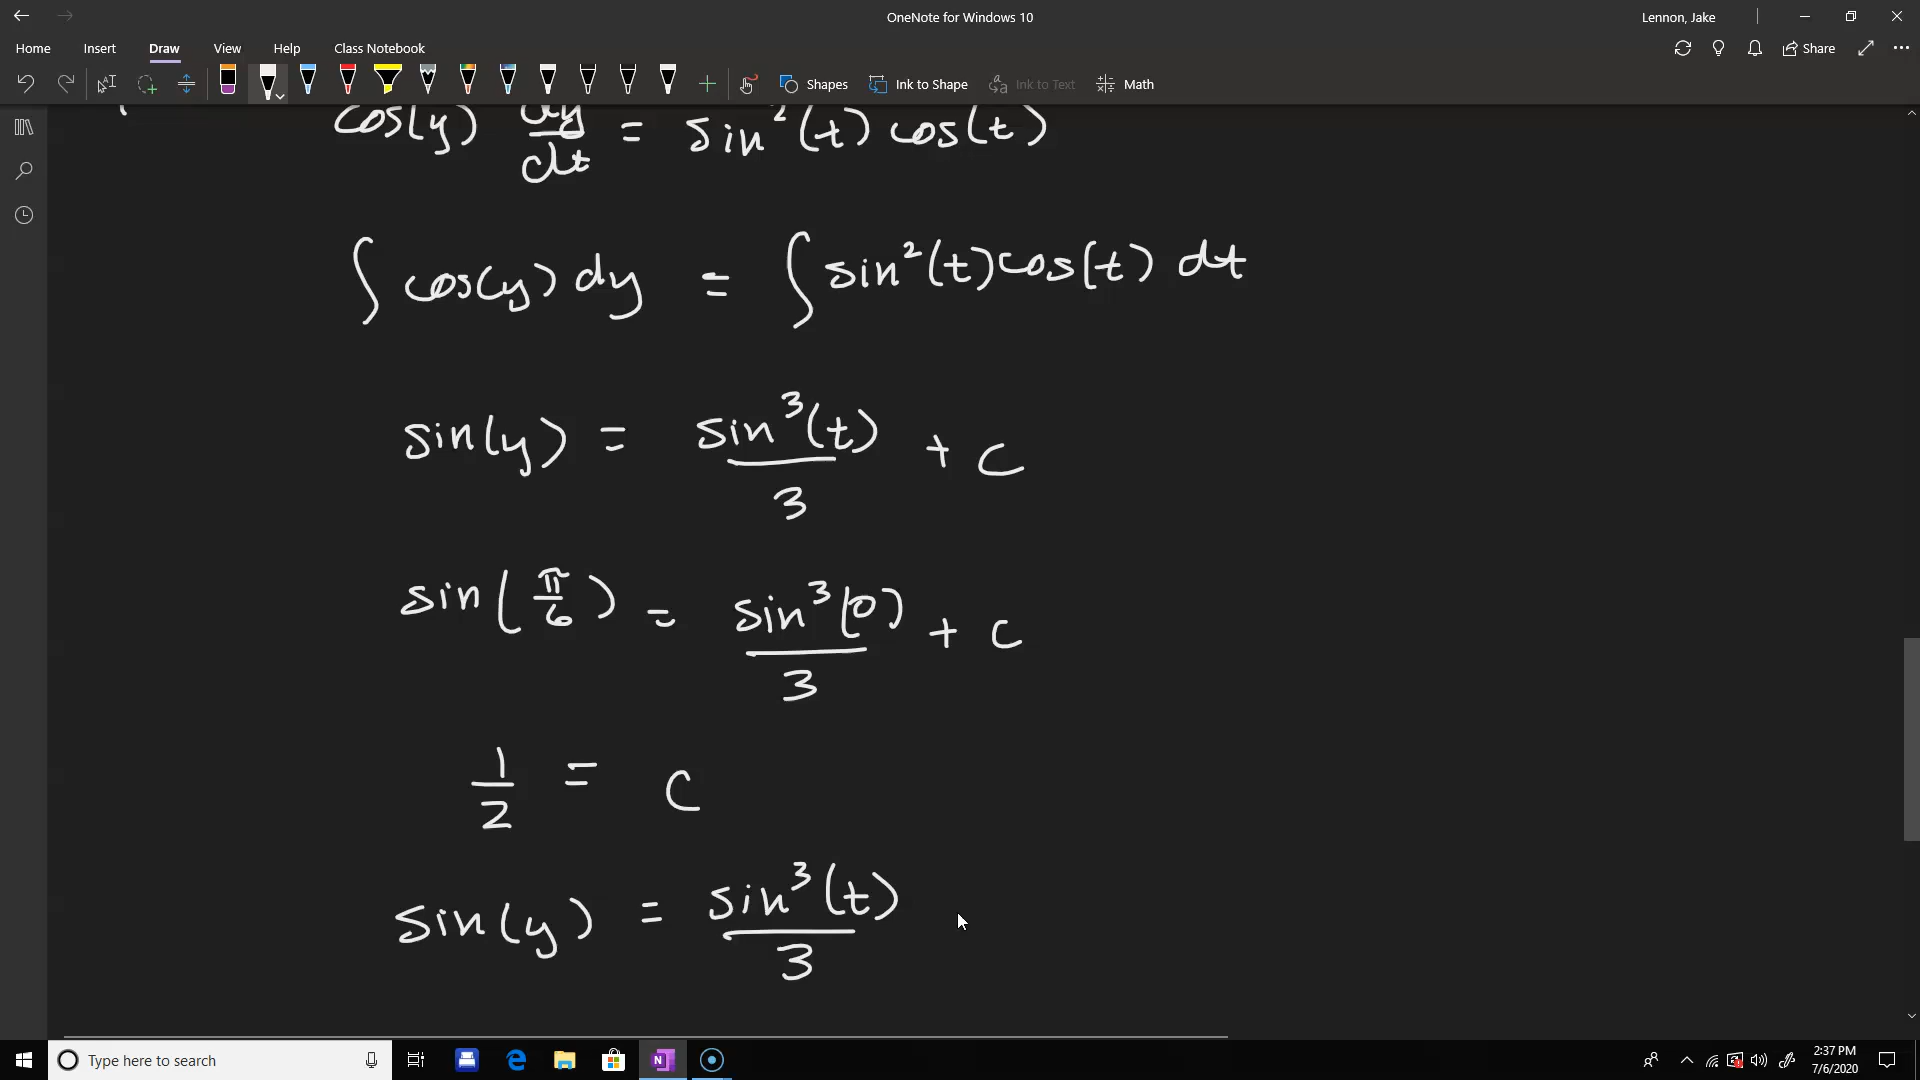 OneNote for Windows 10
Lennon, Jake
Home Insert Draw View Help Class Notebook
Share
Shapes Ink to Shape Ink to Text Math
cos(y) dy/dt = sin²(t) cos(t)
∫ cos(y) dy = ∫ sin²(t) cos(t) dt
sin(y) = sin³(t)/3 + c
sin(π/6) = sin³(0)/3 + c
1/2 = c
sin(y) = sin³(t)/3
Type here to search
2:37 PM
7/6/2020